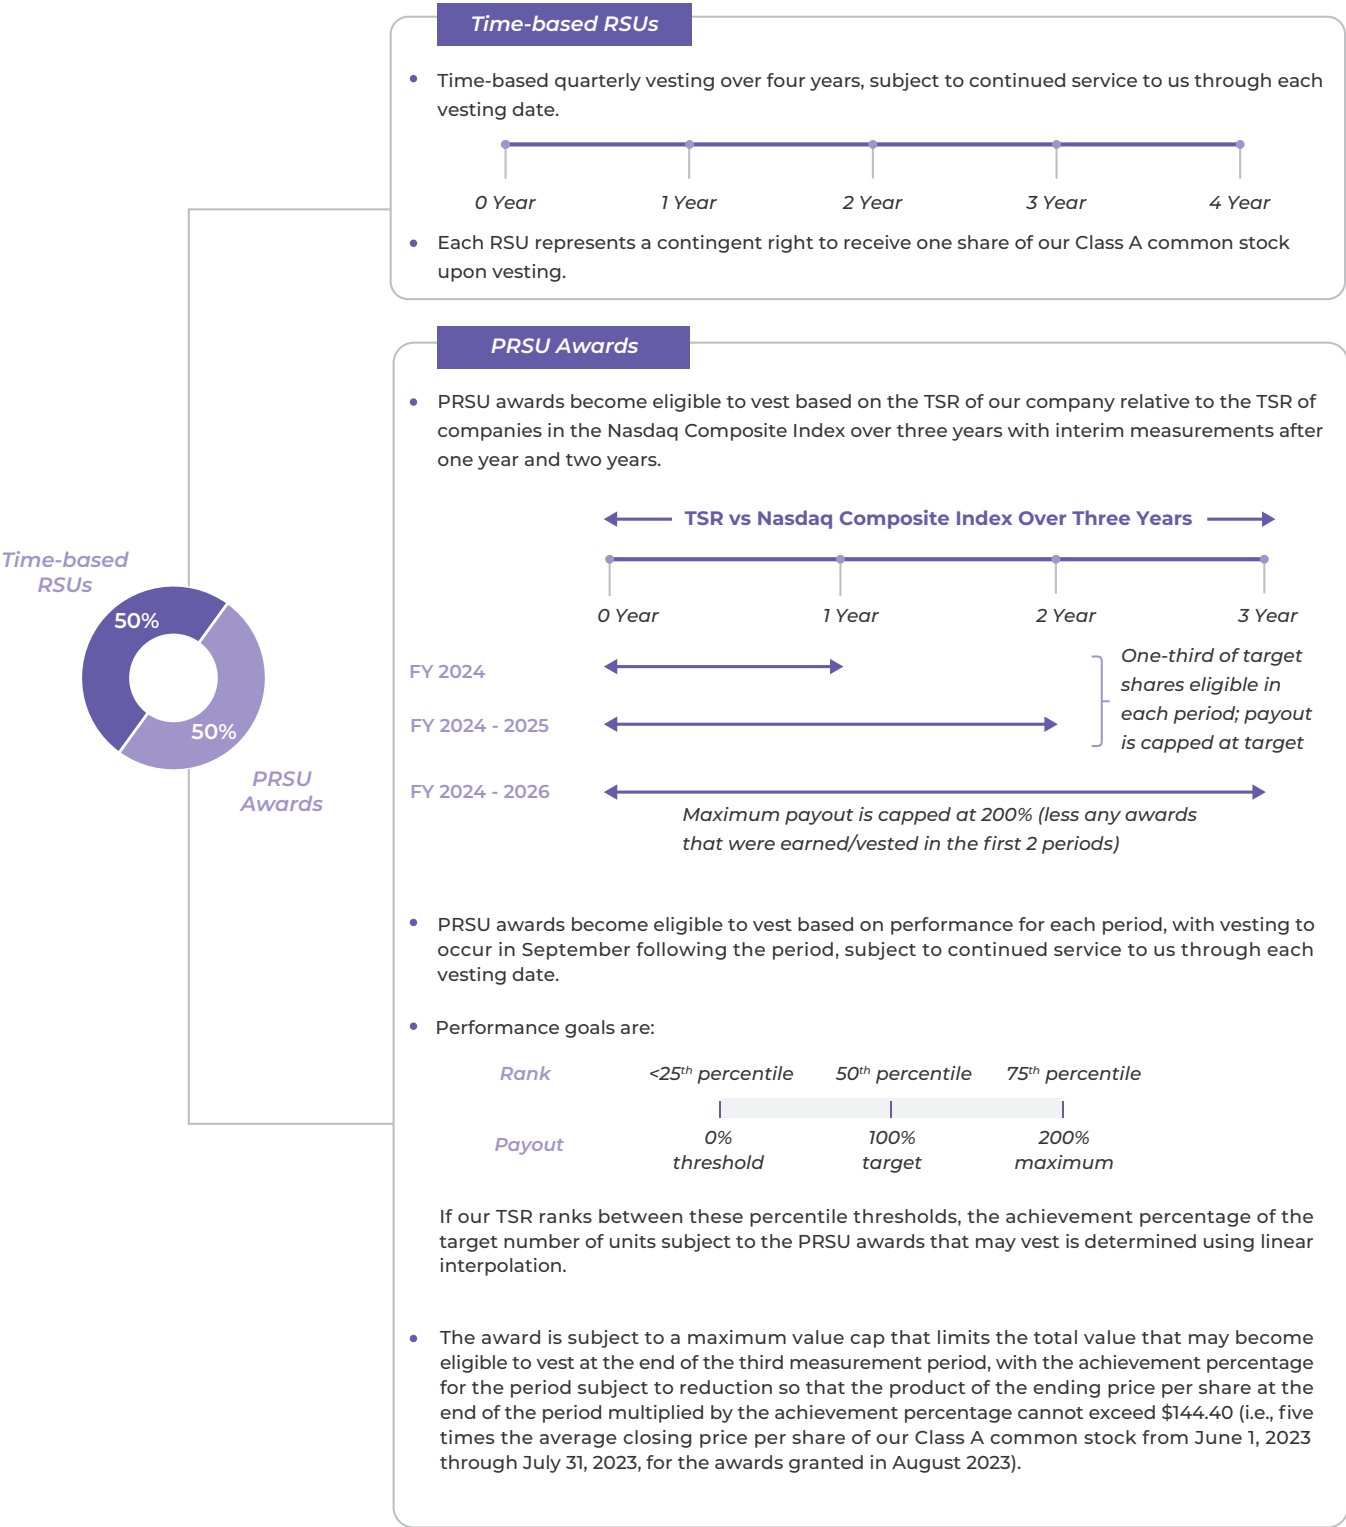 Time-based RSUs
Time-based quarterly vesting over four years, subject to continued service to us through each
vesting date.
0 Year 1 Year 2 Year 3 Year 4 Year
Each RSU represents a contingent right to receive one share of our Class A common stock
upon vesting.
PRSU Awards
PRSU awards become eligible to vest based on the TSR of our company relative to the TSR of
companies in the Nasdaq Composite Index over three years with interim measurements after
one year and two years.
TSR vs Nasdaq Composite Index Over Three Years
0 Year 1 Year 2 Year 3 Year
Time-based
RSUs
50%
50%
PRSU
Awards
FY 2024
FY 2024 - 2025
One-third of target
shares eligible in
each period; payout
is capped at target
FY 2024 - 2026
Maximum payout is capped at 200% (less any awards
that were earned/vested in the first 2 periods)
PRSU awards become eligible to vest based on performance for each period, with vesting to
occur in September following the period, subject to continued service to us through each
vesting date.
Performance goals are:
Rank <25th percentile 50th percentile 75th percentile
Payout 0% 100% 200%
threshold target maximum
If our TSR ranks between these percentile thresholds, the achievement percentage of the
target number of units subject to the PRSU awards that may vest is determined using linear
interpolation.
The award is subject to a maximum value cap that limits the total value that may become
eligible to vest at the end of the third measurement period, with the achievement percentage
for the period subject to reduction so that the product of the ending price per share at the
end of the period multiplied by the achievement percentage cannot exceed $144.40 (i.e., five
times the average closing price per share of our Class A common stock from June 1, 2023
through July 31, 2023, for the awards granted in August 2023).